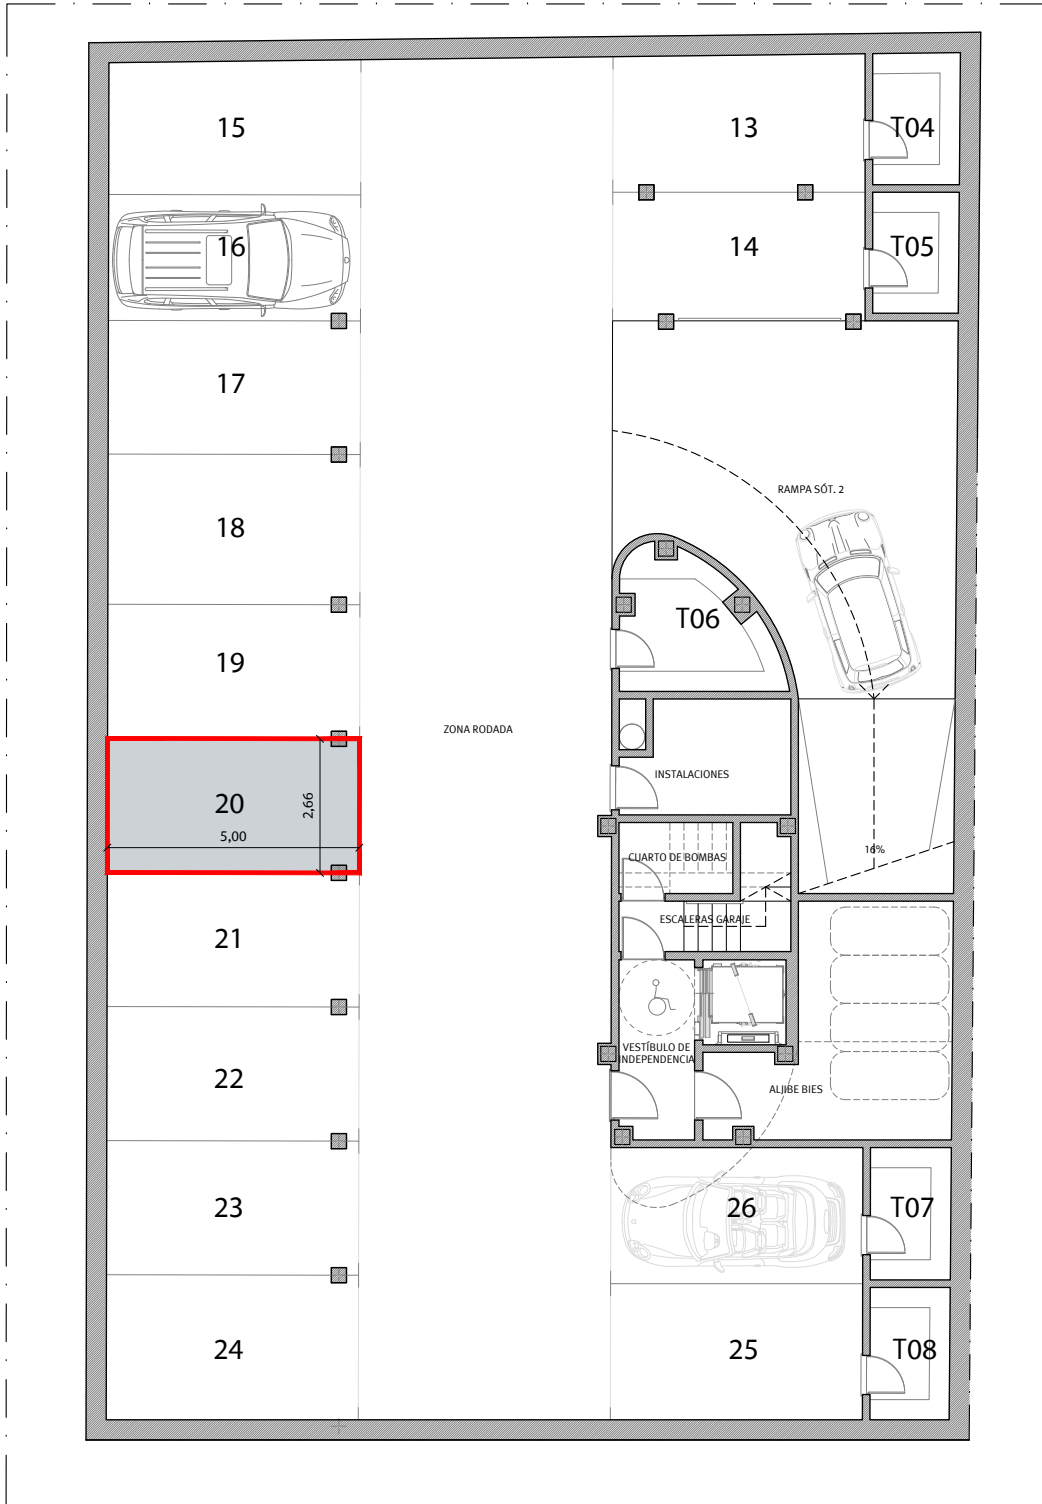 15
13
T04
16
14
T05
17
RAMPA SÓT. 2
18
T06
19
ZONA RODADA
INSTALACIONES
20
2,66
5,00
16%
CUARTO DE BOMBAS
ESCALERAS GARAJE
21
VESTÍBULO DE
INDEPENDENCIA
22
ALJIBE BIES
23
26
T07
24
25
T08